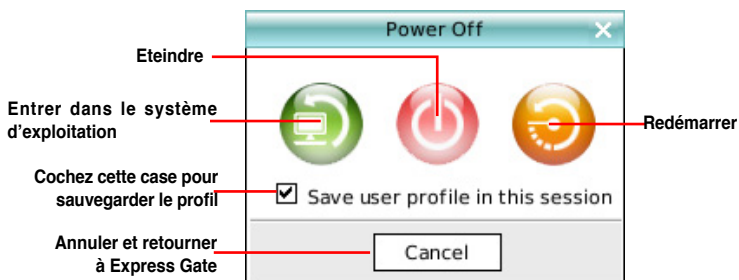 Power Off
Eteindre
Entrer dans le système
d'exploitation
Redémarrer
Cochez cette case pour
sauvegarder le profil
Save user profile in this session
Annuler et retourner
à Express Gate
Cancel